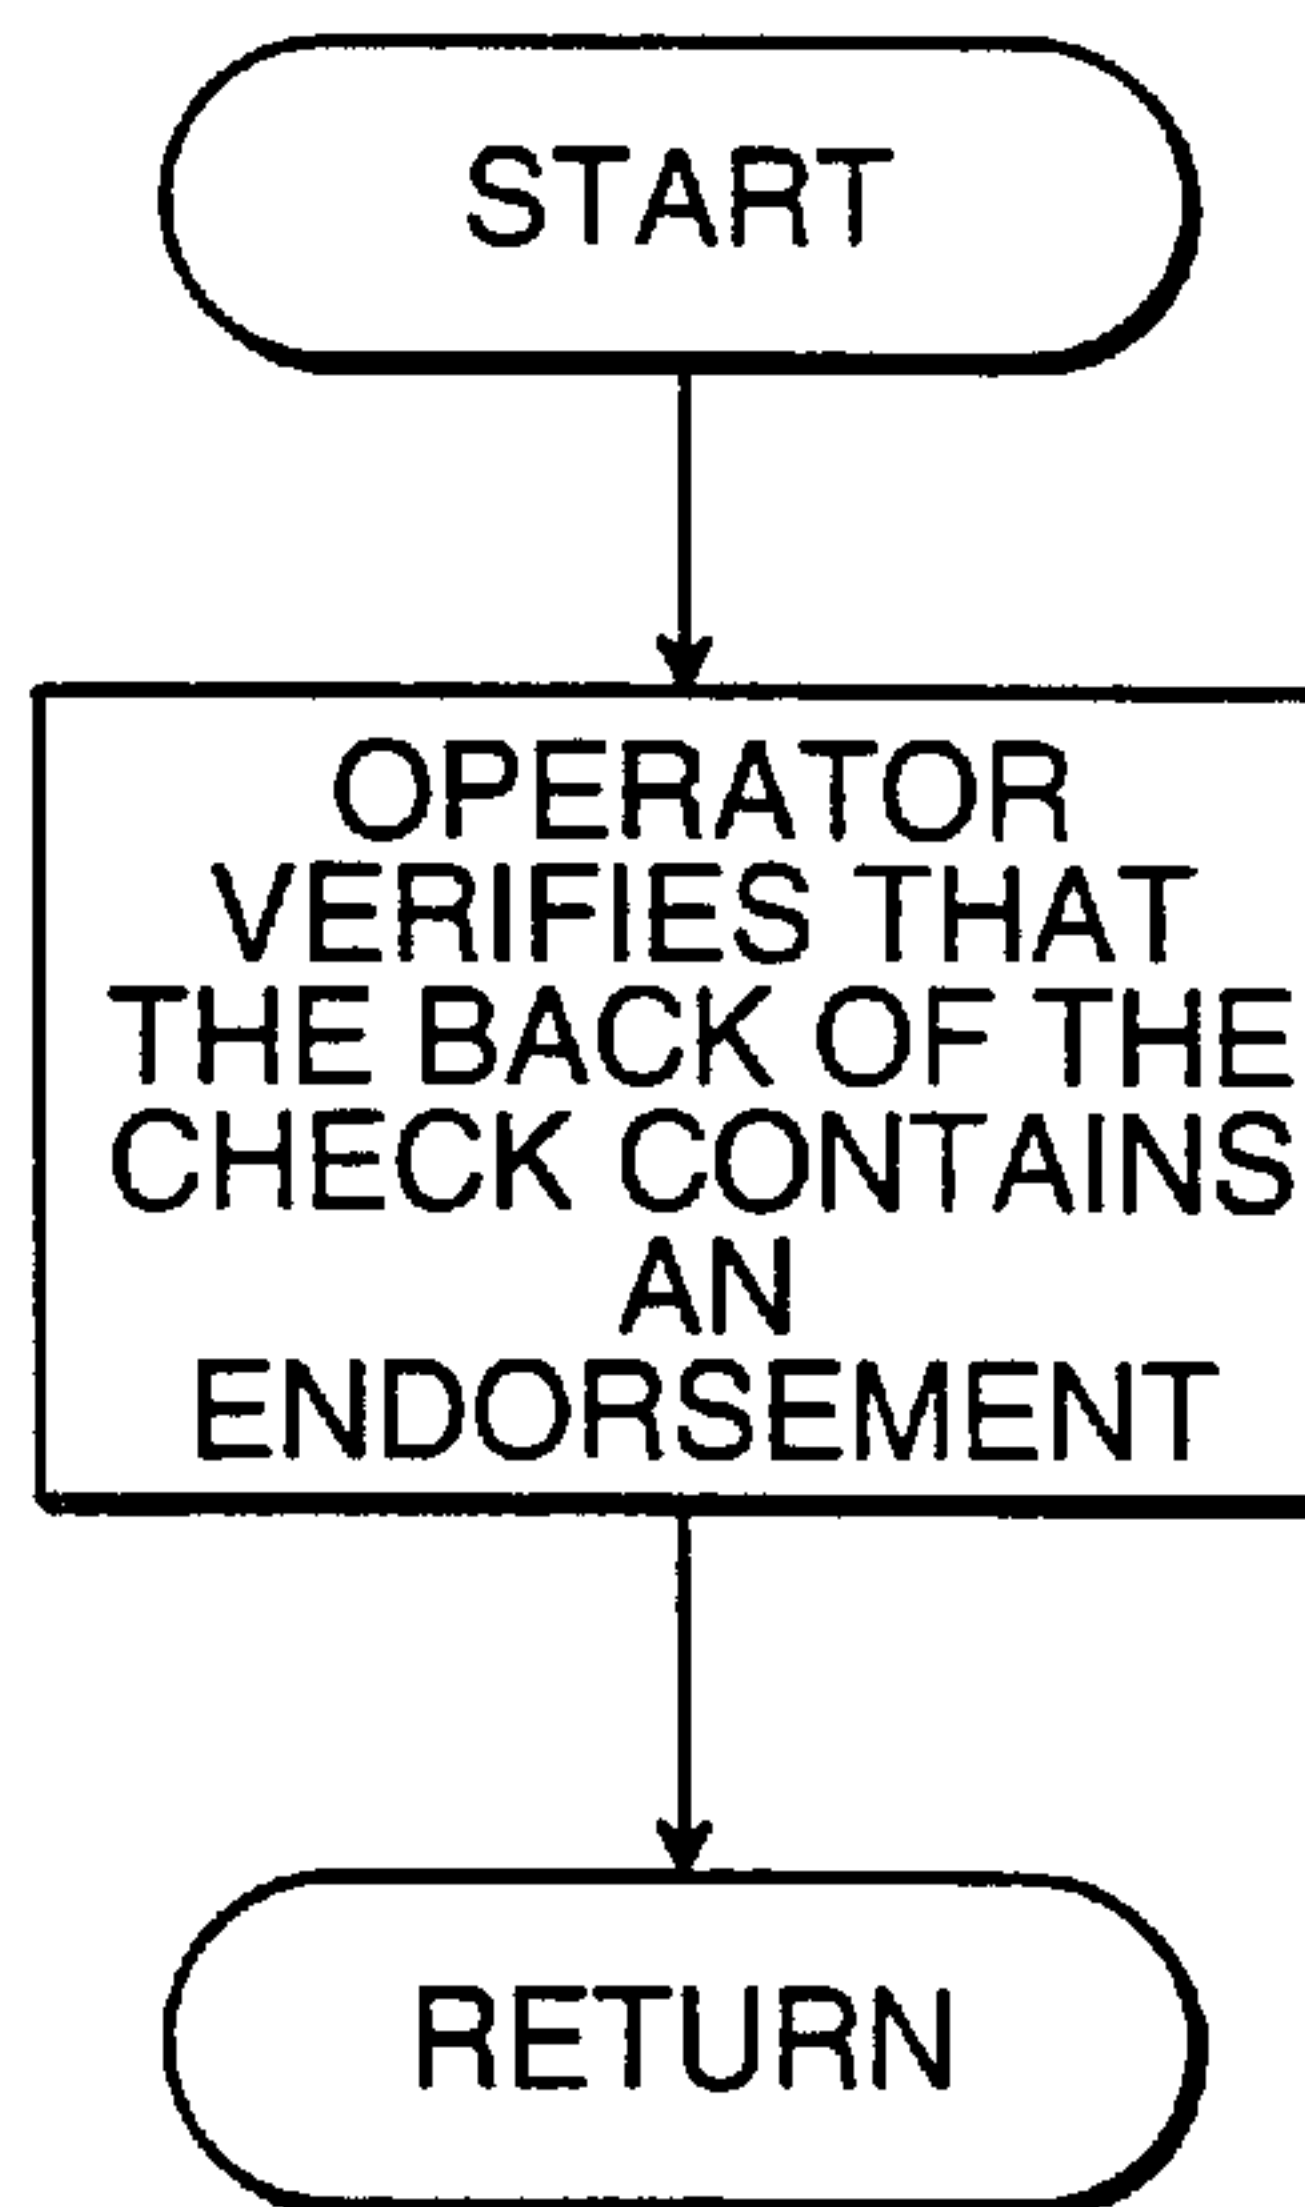 START
OPERATOR
VERIFIES THAT
THE BACK OF THE
CHECK CONTAINS
AN
ENDORSEMENT
RETURN